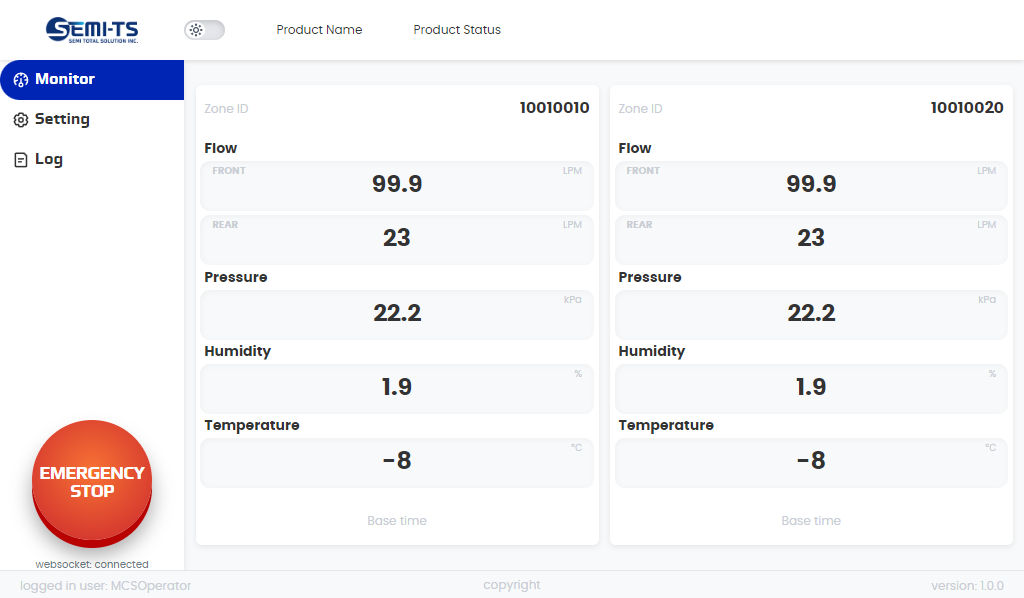 SEMI-TS
SEMI TOTAL SOLUTION INC.
Product Name
Product Status
Monitor
Setting
Log
EMERGENCY
STOP
websocket: connected
Zone ID
10010010
Flow
FRONT
99.9
LPM
REAR
23
LPM
Pressure
22.2
kPa
Humidity
1.9
%
Temperature
-8
°C
Base time
Zone ID
10010020
Flow
FRONT
99.9
LPM
REAR
23
LPM
Pressure
22.2
kPa
Humidity
1.9
%
Temperature
-8
°C
Base time
logged in user: MCSOperator
copyright
version: 1.0.0